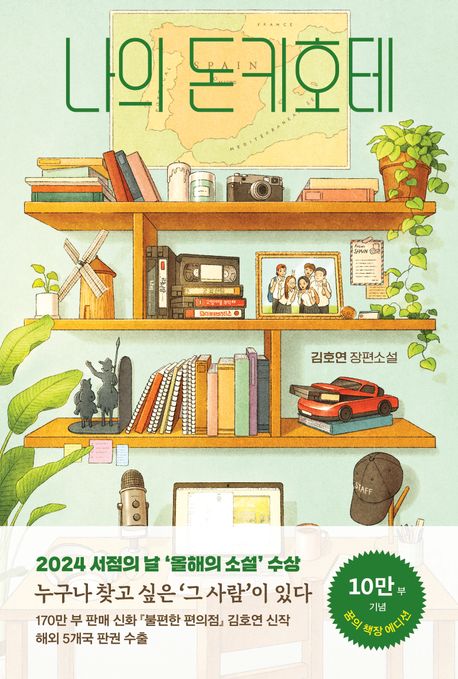 나의 돈키호테
SPAIN
MEDITERRANEAN
From
SPAIN
김호연 장편소설
STAFF
2024 서점의 날 ‘올해의 소설’ 수상
누구나 찾고 싶은 ‘그 사람’이 있다
170만 부 판매 신화 『불편한 편의점』 김호연 신작
해외 5개국 판권 수출
10만 부
기념
꿈의 책장 에디션